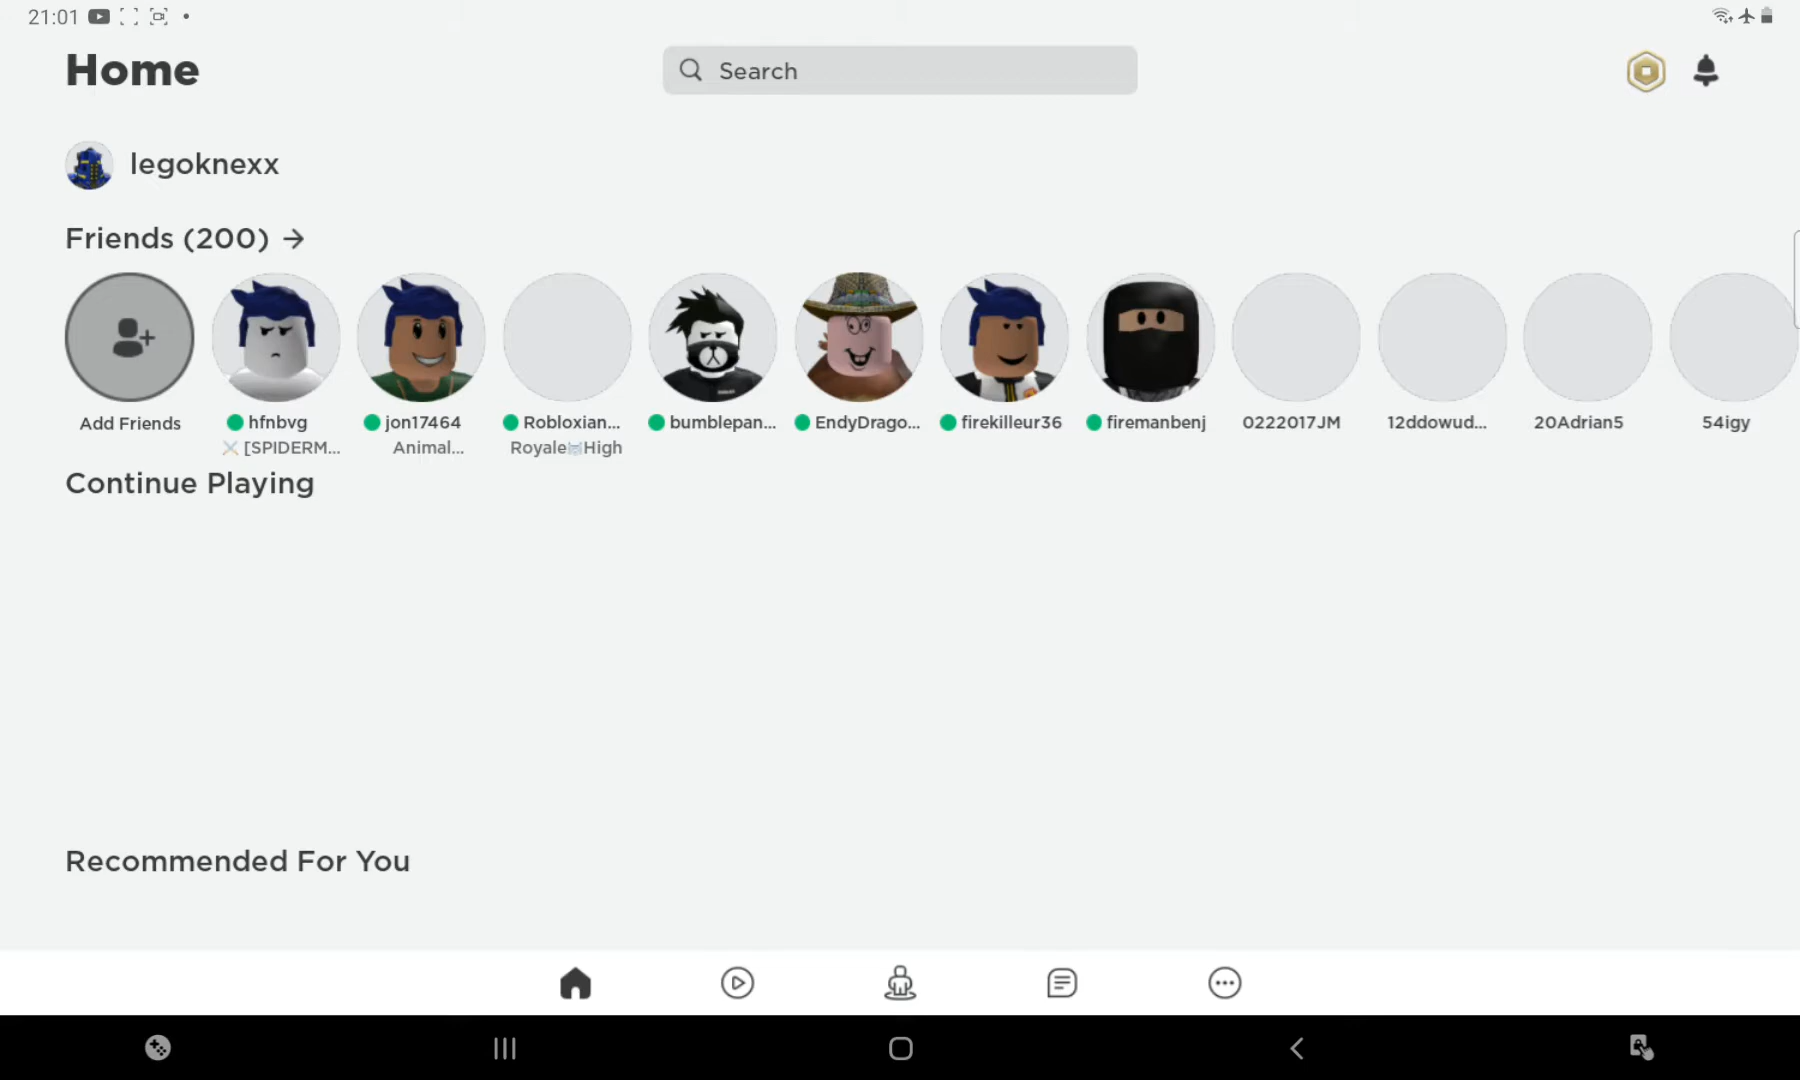 21:01
Home
Search
legoknexx
Friends (200)
Add Friends
hfnbvg
[SPIDERM...
jon17464
Animal...
Robloxian...
Royale High
bumblepan...
EndyDrago...
firekilleur36
firemanbenj
0222017JM
12ddowud...
20Adrian5
54igy
Continue Playing
Recommended For You